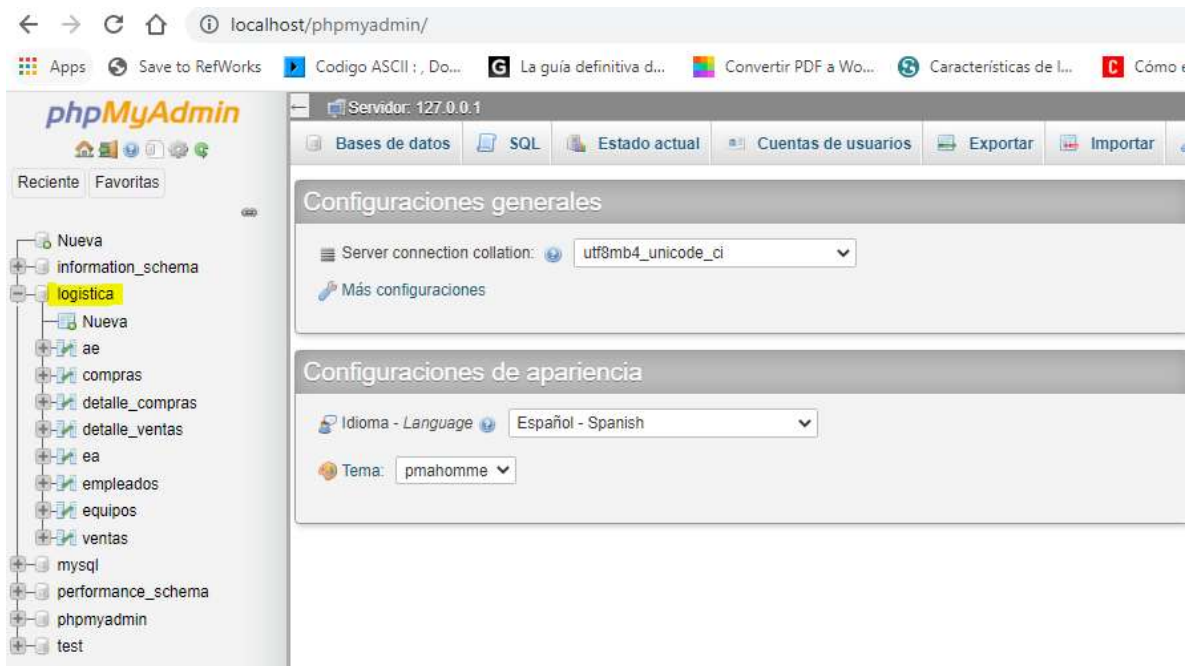 localhost/phpmyadmin/
Apps Save to RefWorks Codigo ASCII : , Do... La guía definitiva d... Convertir PDF a Wo... Características de l... Cómo e
phpMyAdmin
Reciente Favoritas
Nueva
information_schema
logistica
Nueva
ae
compras
detalle_compras
detalle_ventas
ea
empleados
equipos
ventas
mysql
performance_schema
phpmyadmin
test
Servidor: 127.0.0.1
Bases de datos SQL Estado actual Cuentas de usuarios Exportar Importar
Configuraciones generales
Server connection collation: utf8mb4_unicode_ci
Más configuraciones
Configuraciones de apariencia
Idioma - Language Español - Spanish
Tema: pmahomme